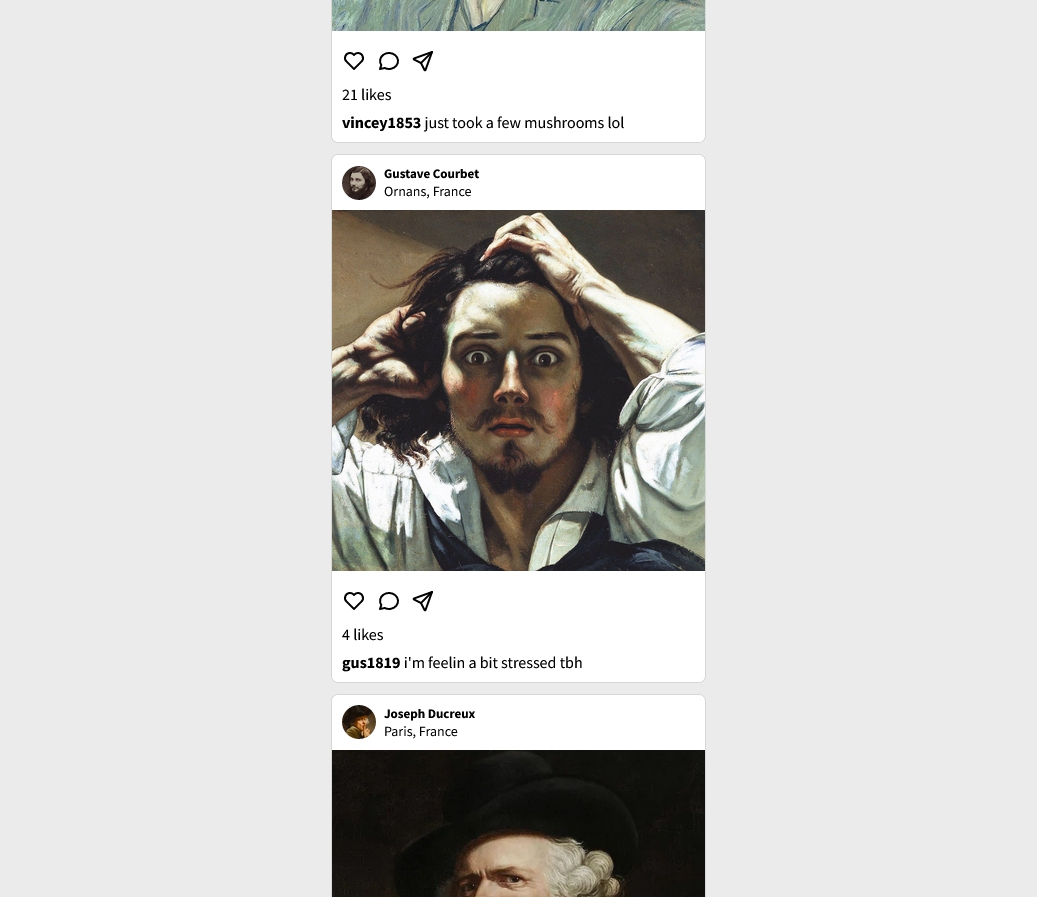 21 likes
vincey1853 just took a few mushrooms lol
Gustave Courbet
Ornans, France
4 likes
gus1819 i'm feelin a bit stressed tbh
Joseph Ducreux
Paris, France